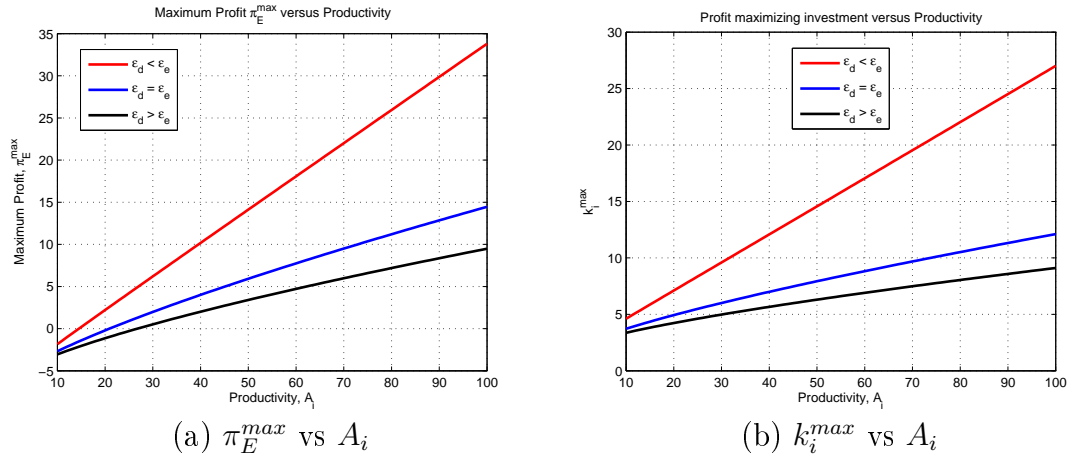 Maximum Profit π_E^max versus Productivity
Maximum Profit, π_E^max
35
30
25
20
15
10
5
0
−5
ε_d < ε_e
ε_d = ε_e
ε_d > ε_e
10 20 30 40 50 60 70 80 90 100
Productivity, A_i
(a) π_E^{max} vs A_i
Profit maximizing investment versus Productivity
k_i^max
30
25
20
15
10
5
0
ε_d < ε_e
ε_d = ε_e
ε_d > ε_e
10 20 30 40 50 60 70 80 90 100
Productivity, A_i
(b) k_i^{max} vs A_i